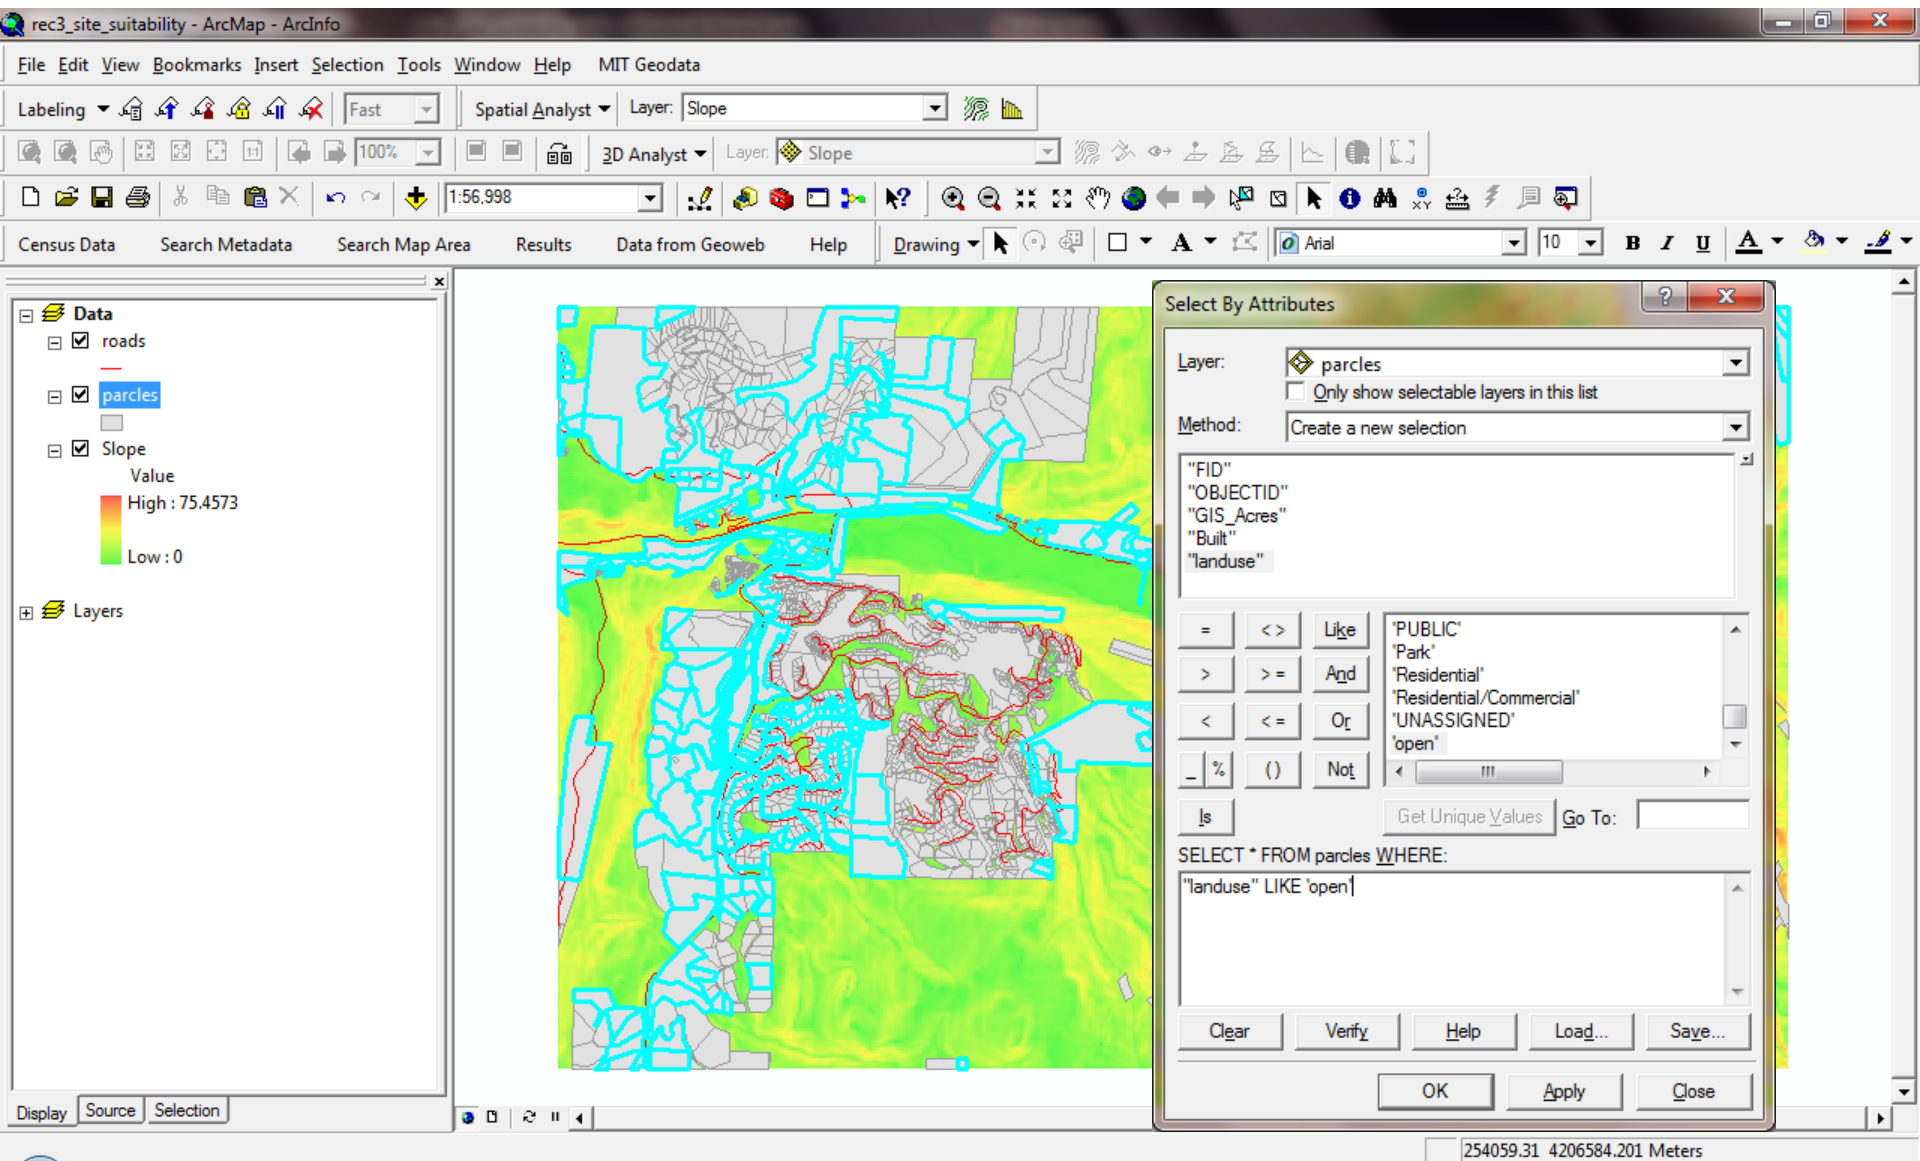 rec3_site_suitability - ArcMap - ArcInfo
File Edit View Bookmarks Insert Selection Tools Window Help MIT Geodata
Labeling Fast Spatial Analyst Layer: Slope
1:1 100% 3D Analyst Layer: Slope
1:56,998 XY
Census Data Search Metadata Search Map Area Results Data from Geoweb Help Drawing A Arial 10 B I U A
Data
roads
parcles
Slope
Value
High : 75.4573
Low : 0
Layers
Display Source Selection
Select By Attributes
Layer: parcles
Only show selectable layers in this list
Method: Create a new selection
"FID"
"OBJECTID"
"GIS_Acres"
"Built"
"landuse"
= < > Like
> > = And
< < = Or
_ % ( ) Not
Is
'PUBLIC'
'Park'
'Residential'
'Residential/Commercial'
'UNASSIGNED'
'open'
Get Unique Values Go To:
SELECT * FROM parcles WHERE:
"landuse" LIKE 'open'
Clear Verify Help Load... Save...
OK Apply Close
254059.31 4206584.201 Meters